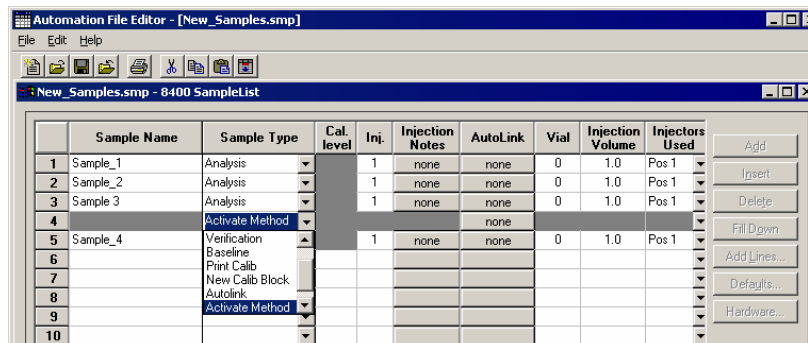 Automation File Editor - [New_Samples.smp]
File Edit Help
New_Samples.smp - 8400 SampleList
Sample Name Sample Type Cal. level Inj. Injection Notes AutoLink Vial Injection Volume Injectors Used
1 Sample_1 Analysis 1 none none 0 1.0 Pos 1
2 Sample_2 Analysis 1 none none 0 1.0 Pos 1
3 Sample 3 Analysis 1 none none 0 1.0 Pos 1
4 Activate Method none
5 Sample_4 Verification 1 none none 0 1.0 Pos 1
Baseline
6 Print Calib
7 New Calib Block
8 Autolink
Activate Method
9
10
Add
Insert
Delete
Fill Down
Add Lines...
Defaults...
Hardware...